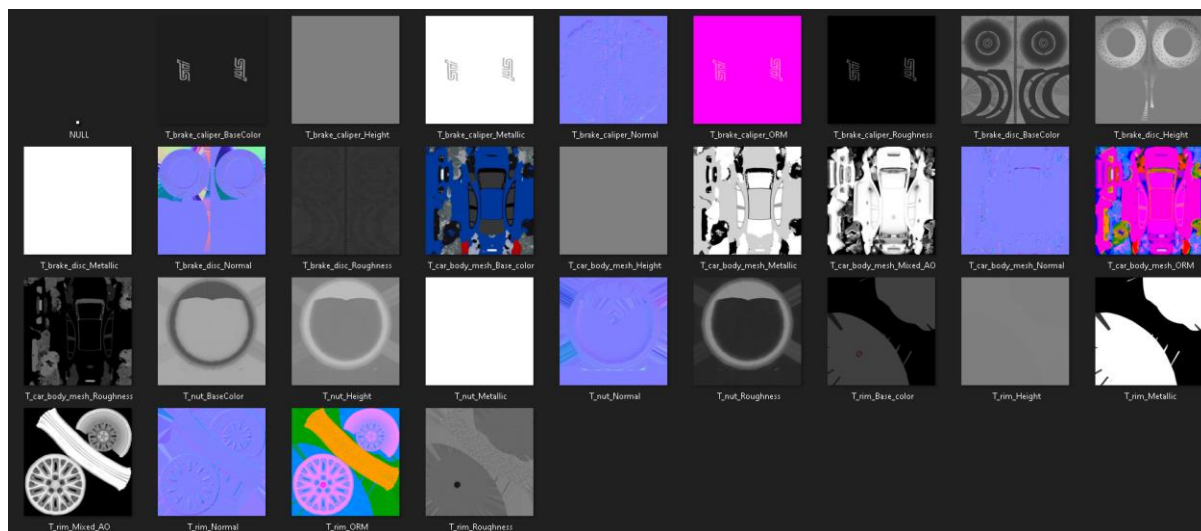 NULL
T_brake_caliper_BaseColor
T_brake_caliper_Height
T_brake_caliper_Metallic
T_brake_caliper_Normal
T_brake_caliper_ORM
T_brake_caliper_Roughness
T_brake_disc_BaseColor
T_brake_disc_Height
T_brake_disc_Metallic
T_brake_disc_Normal
T_brake_disc_Roughness
T_car_body_mesh_Base_color
T_car_body_mesh_Height
T_car_body_mesh_Metallic
T_car_body_mesh_Mixed_AO
T_car_body_mesh_Normal
T_car_body_mesh_ORM
T_car_body_mesh_Roughness
T_nut_BaseColor
T_nut_Height
T_nut_Metallic
T_nut_Normal
T_nut_Roughness
T_rim_Base_color
T_rim_Height
T_rim_Metallic
T_rim_Mixed_AO
T_rim_Normal
T_rim_ORM
T_rim_Roughness